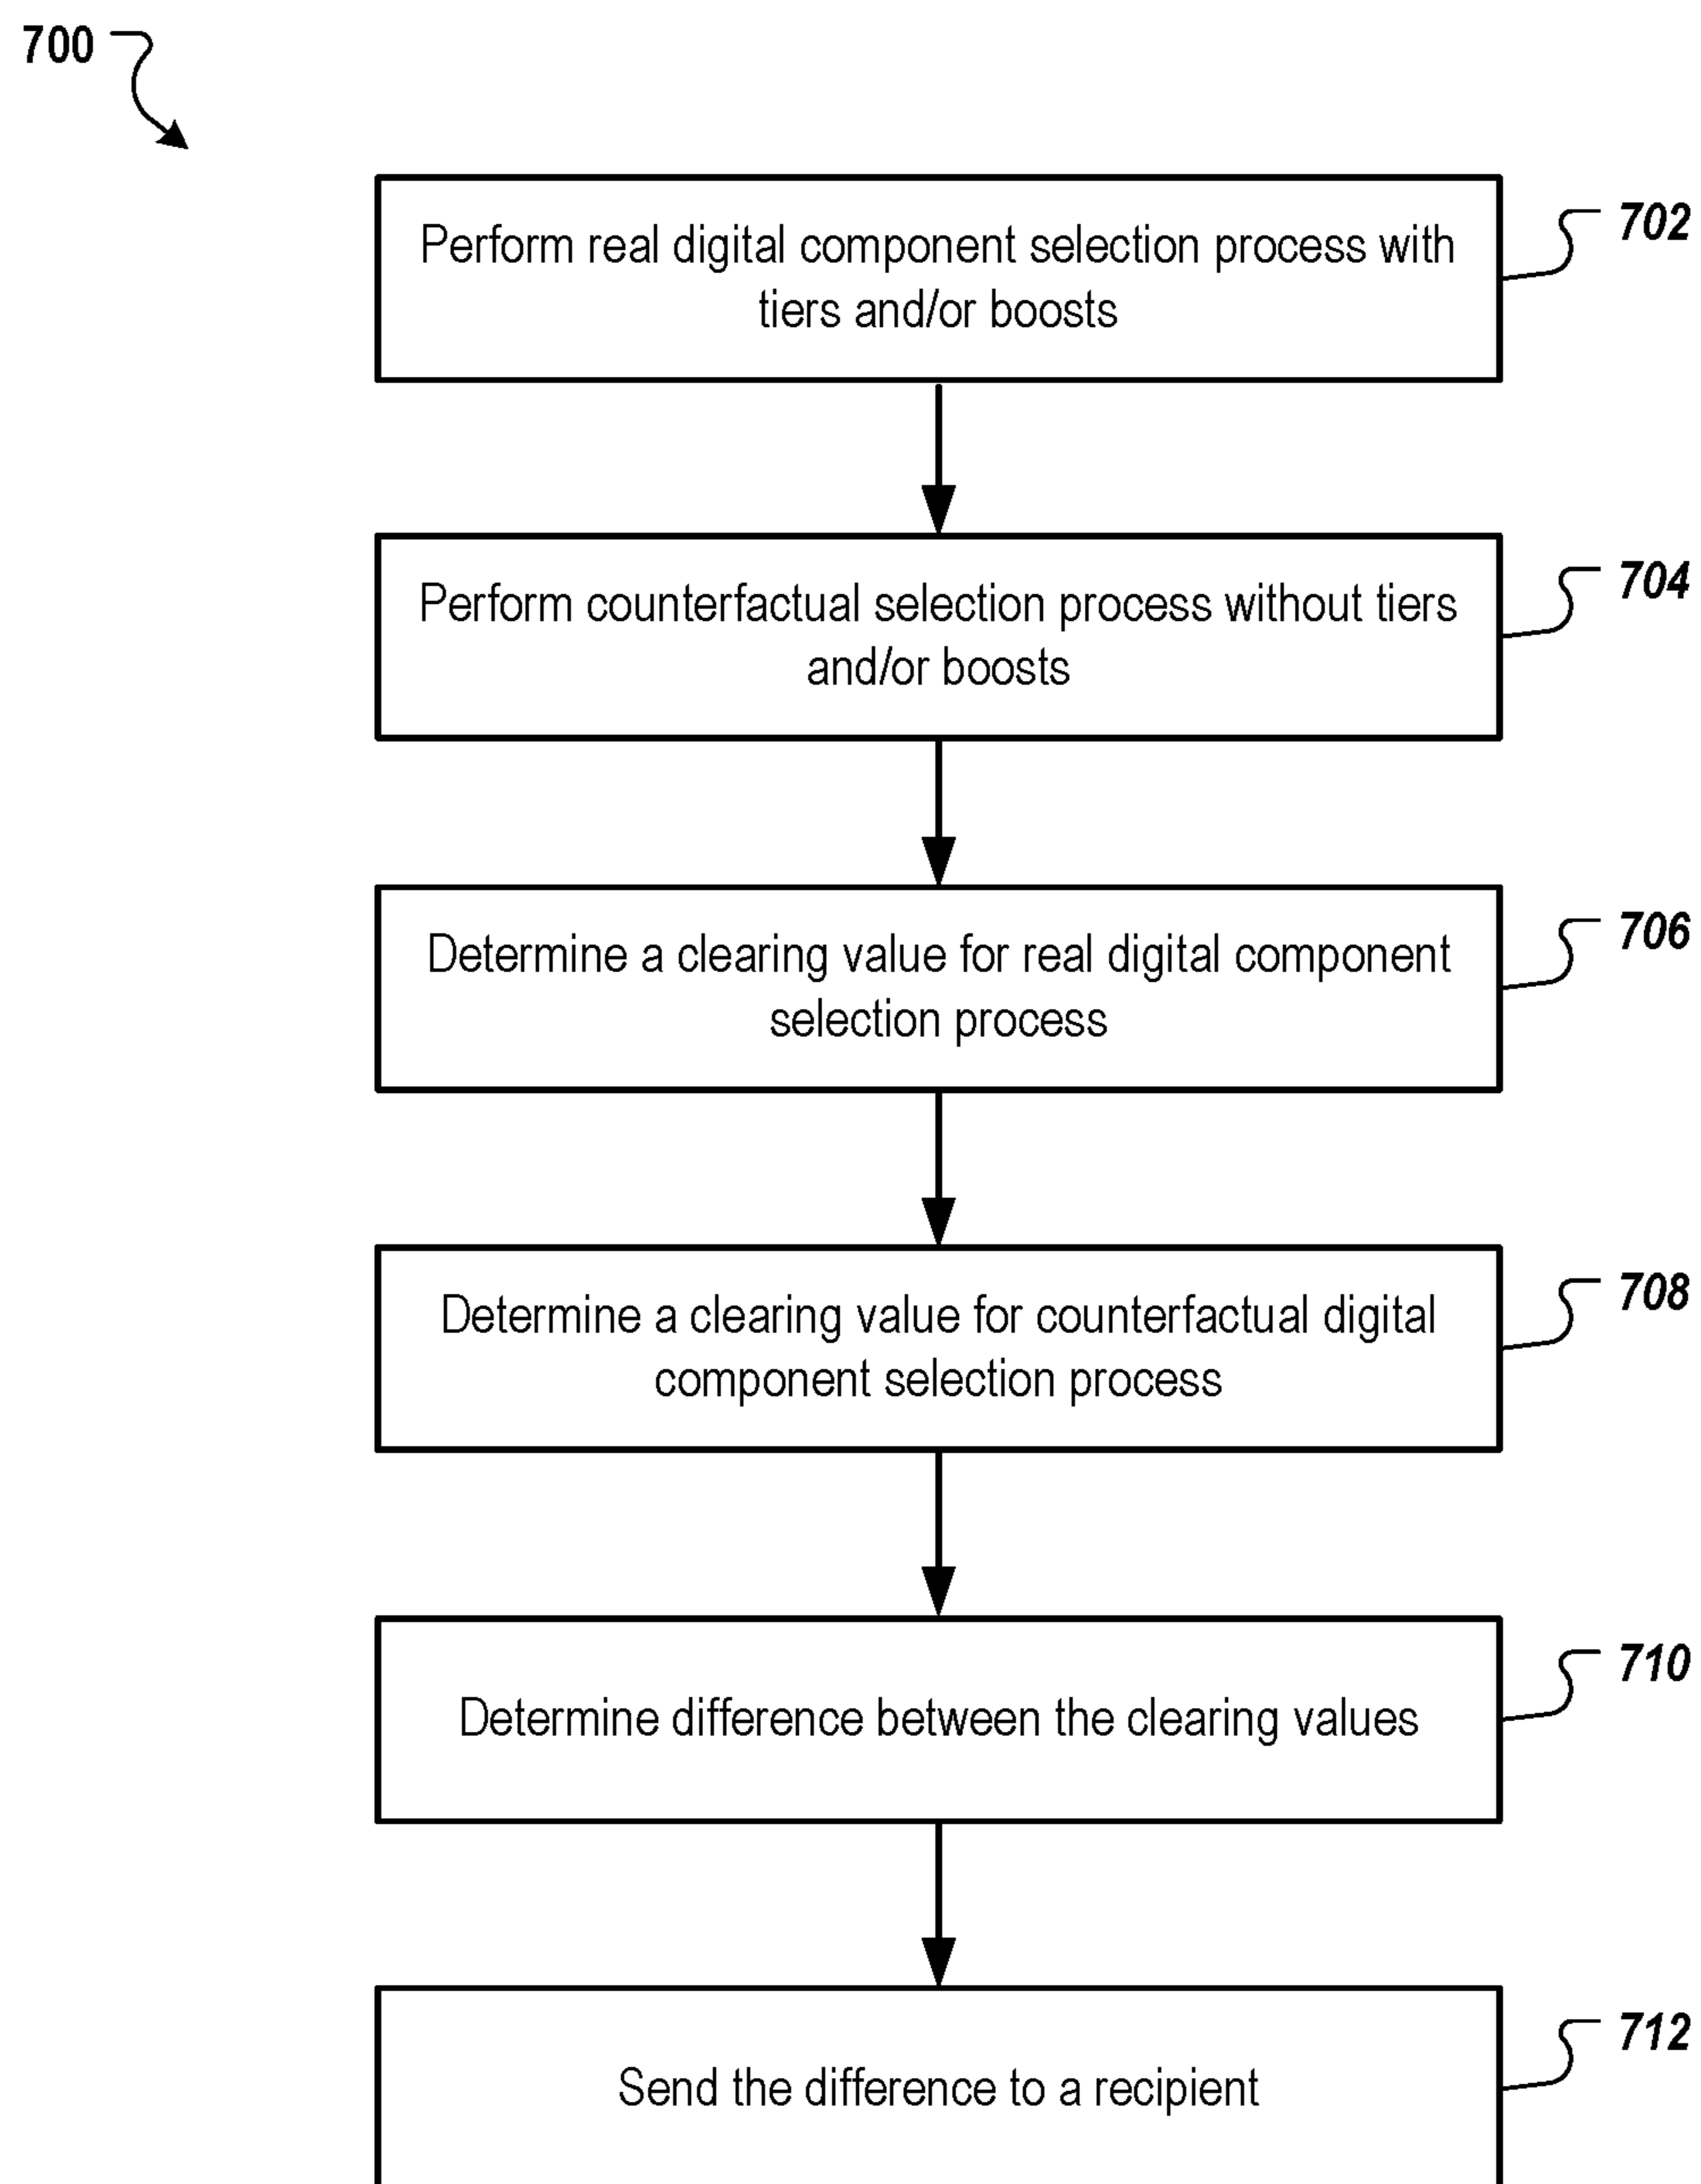 700
Perform real digital component selection process with
tiers and/or boosts
702
Perform counterfactual selection process without tiers
and/or boosts
704
Determine a clearing value for real digital component
selection process
706
Determine a clearing value for counterfactual digital
component selection process
708
Determine difference between the clearing values
710
Send the difference to a recipient
712